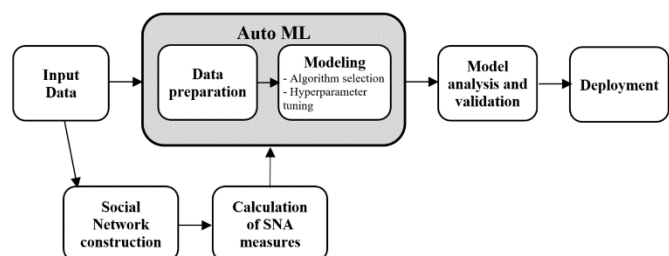 Auto ML
Input
Data
Data
preparation
Modeling
- Algorithm selection
- Hyperparameter
tuning
Model
analysis and
validation
Deployment
Social
Network
construction
Calculation
of SNA
measures